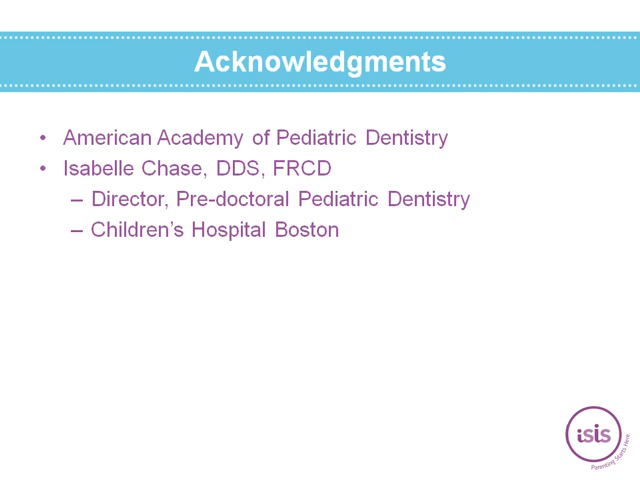 Acknowledgments
• American Academy of Pediatric Dentistry
• Isabelle Chase, DDS, FRCD
– Director, Pre-doctoral Pediatric Dentistry
– Children’s Hospital Boston
isis
Parenting Starts Here